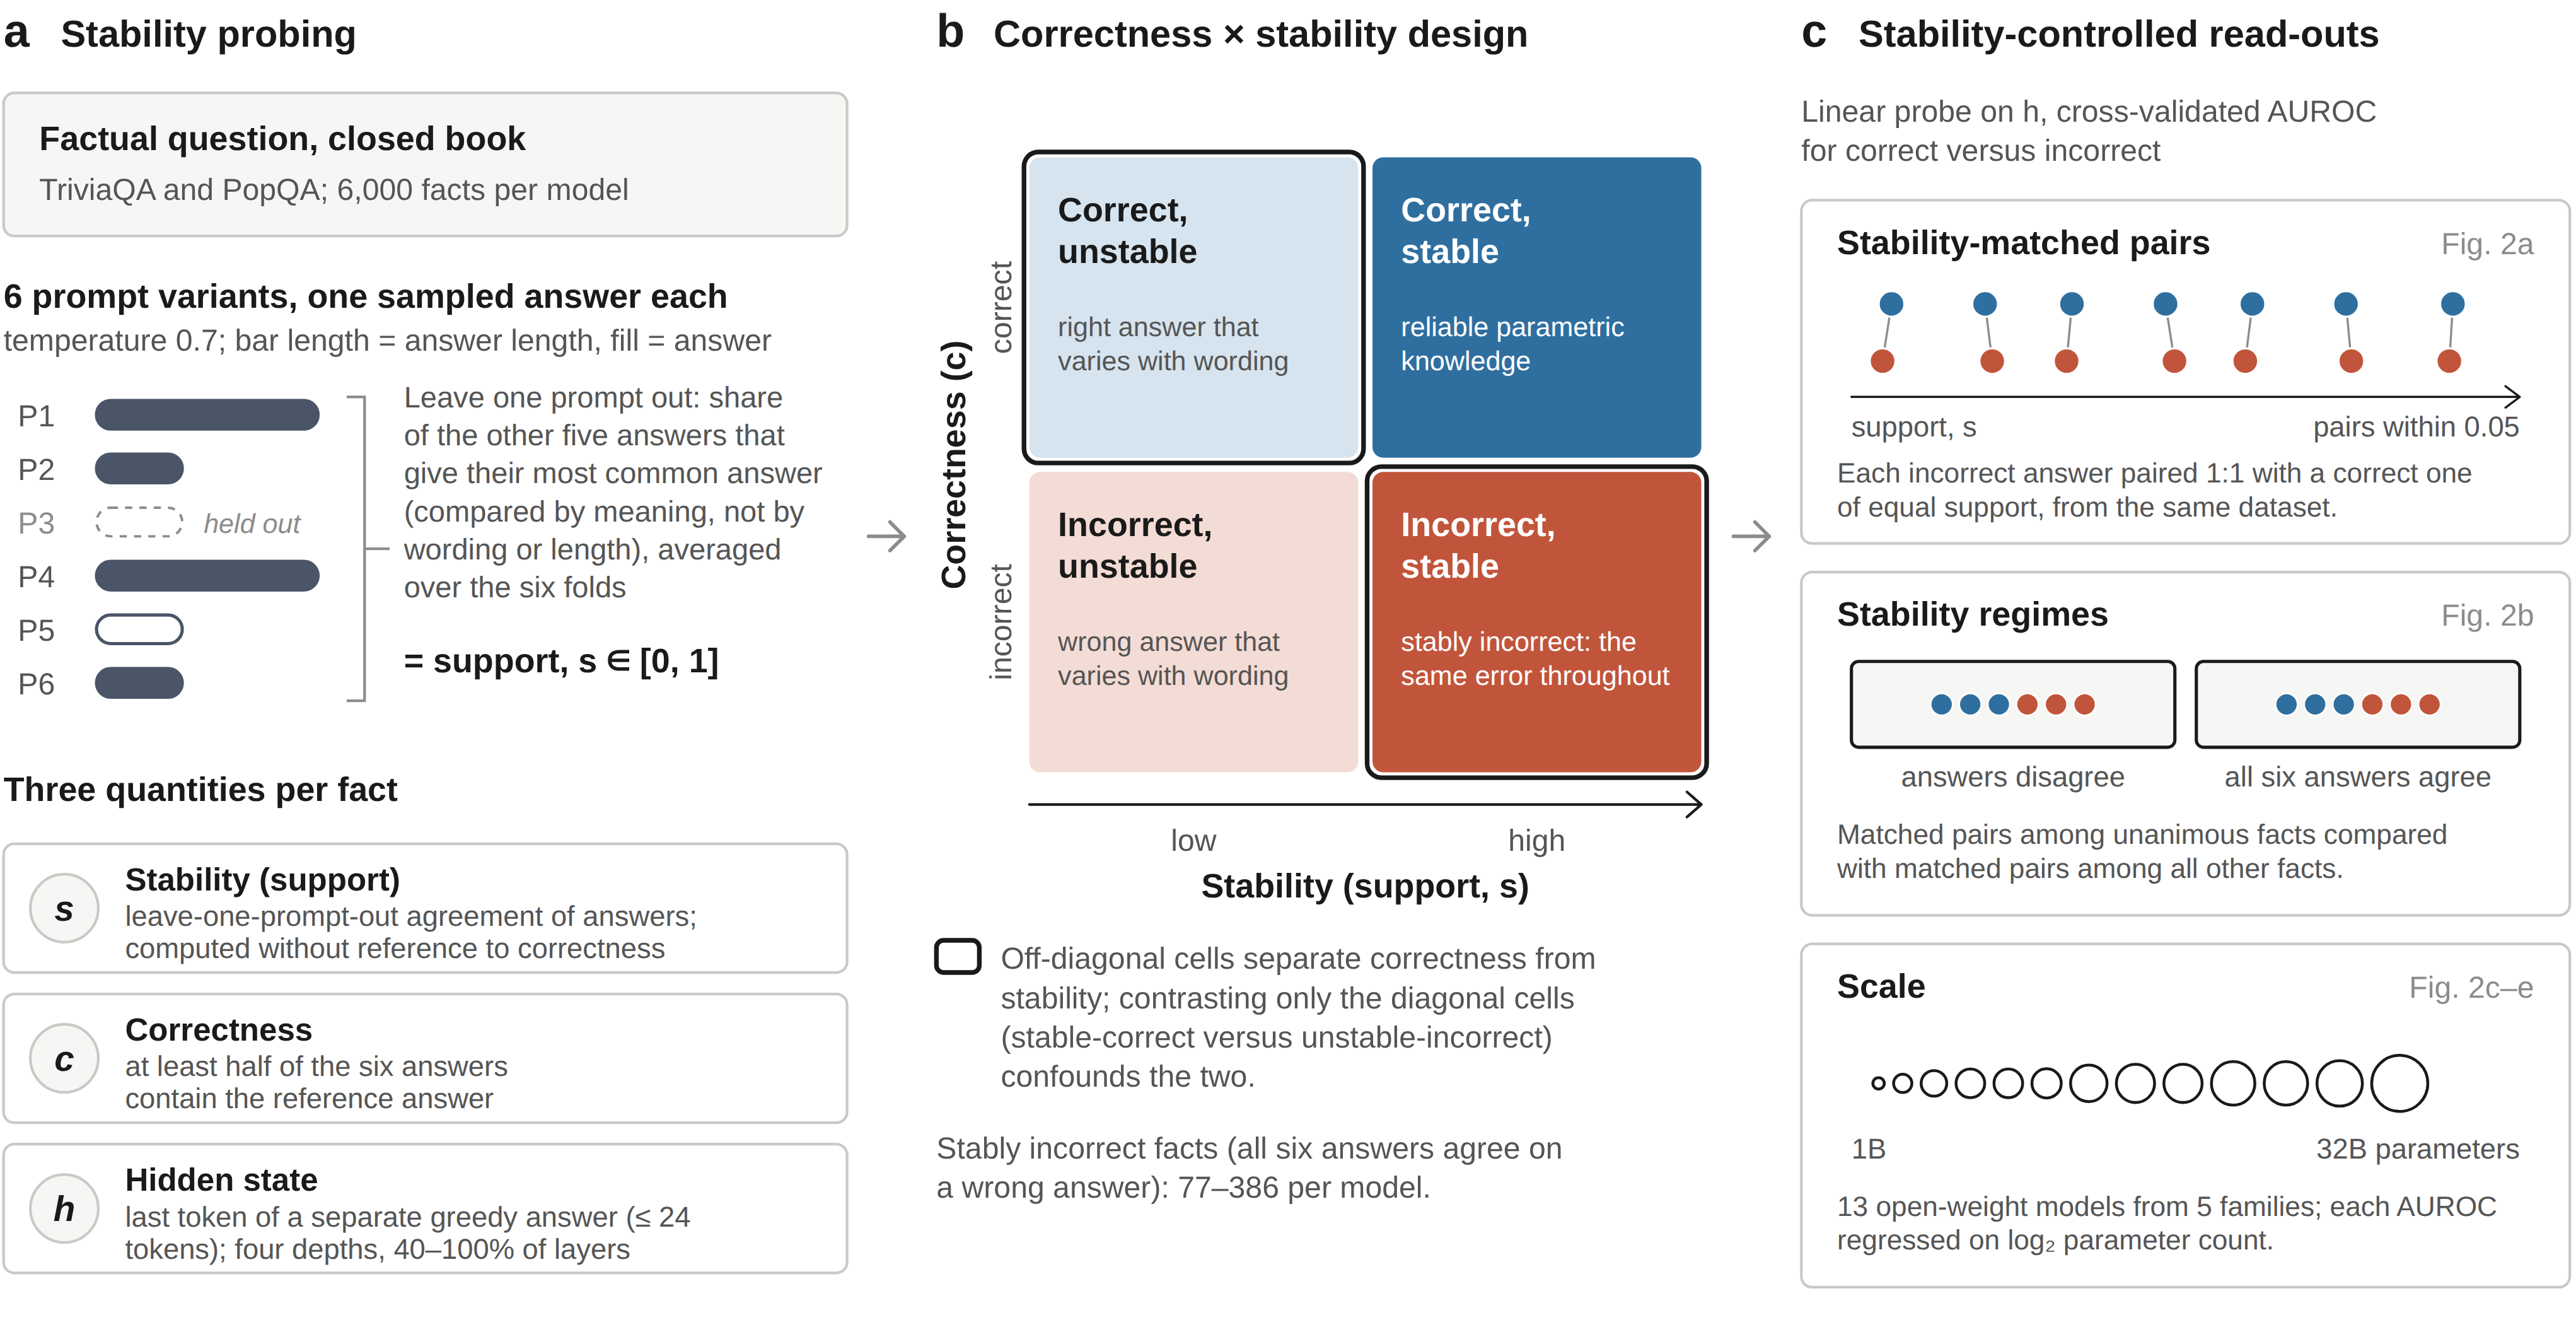 a Stability probing
Factual question, closed book
TriviaQA and PopQA; 6,000 facts per model
6 prompt variants, one sampled answer each
temperature 0.7; bar length = answer length, fill = answer
P1
P2
P3 held out
P4
P5
P6
Leave one prompt out: share
of the other five answers that
give their most common answer
(compared by meaning, not by
wording or length), averaged
over the six folds
= support, s ∈ [0, 1]
Three quantities per fact
s
Stability (support)
leave-one-prompt-out agreement of answers;
computed without reference to correctness
c
Correctness
at least half of the six answers
contain the reference answer
h
Hidden state
last token of a separate greedy answer (≤ 24
tokens); four depths, 40–100% of layers
b Correctness × stability design
Correctness (c)
correct
incorrect
Correct,
unstable
right answer that
varies with wording
Correct,
stable
reliable parametric
knowledge
Incorrect,
unstable
wrong answer that
varies with wording
Incorrect,
stable
stably incorrect: the
same error throughout
low high
Stability (support, s)
Off-diagonal cells separate correctness from
stability; contrasting only the diagonal cells
(stable-correct versus unstable-incorrect)
confounds the two.
Stably incorrect facts (all six answers agree on
a wrong answer): 77–386 per model.
c Stability-controlled read-outs
Linear probe on h, cross-validated AUROC
for correct versus incorrect
Stability-matched pairs Fig. 2a
support, s pairs within 0.05
Each incorrect answer paired 1:1 with a correct one
of equal support, from the same dataset.
Stability regimes Fig. 2b
answers disagree all six answers agree
Matched pairs among unanimous facts compared
with matched pairs among all other facts.
Scale Fig. 2c–e
1B 32B parameters
13 open-weight models from 5 families; each AUROC
regressed on log₂ parameter count.